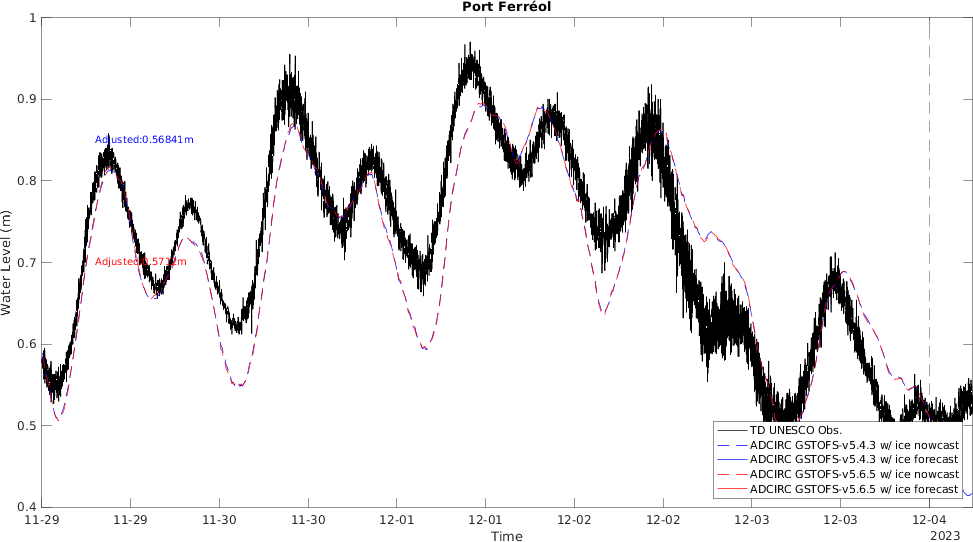 Port Ferréol
1
0.9
0.8
0.7
0.6
0.5
0.4
Water Level (m)
Adjusted:0.56841m
Adjusted:0.5712m
TD UNESCO Obs.
ADCIRC GSTOFS-v5.4.3 w/ ice nowcast
ADCIRC GSTOFS-v5.4.3 w/ ice forecast
ADCIRC GSTOFS-v5.6.5 w/ ice nowcast
ADCIRC GSTOFS-v5.6.5 w/ ice forecast
11-29 11-29 11-30 11-30 12-01 12-01 12-02 12-02 12-03 12-03 12-04
Time
2023